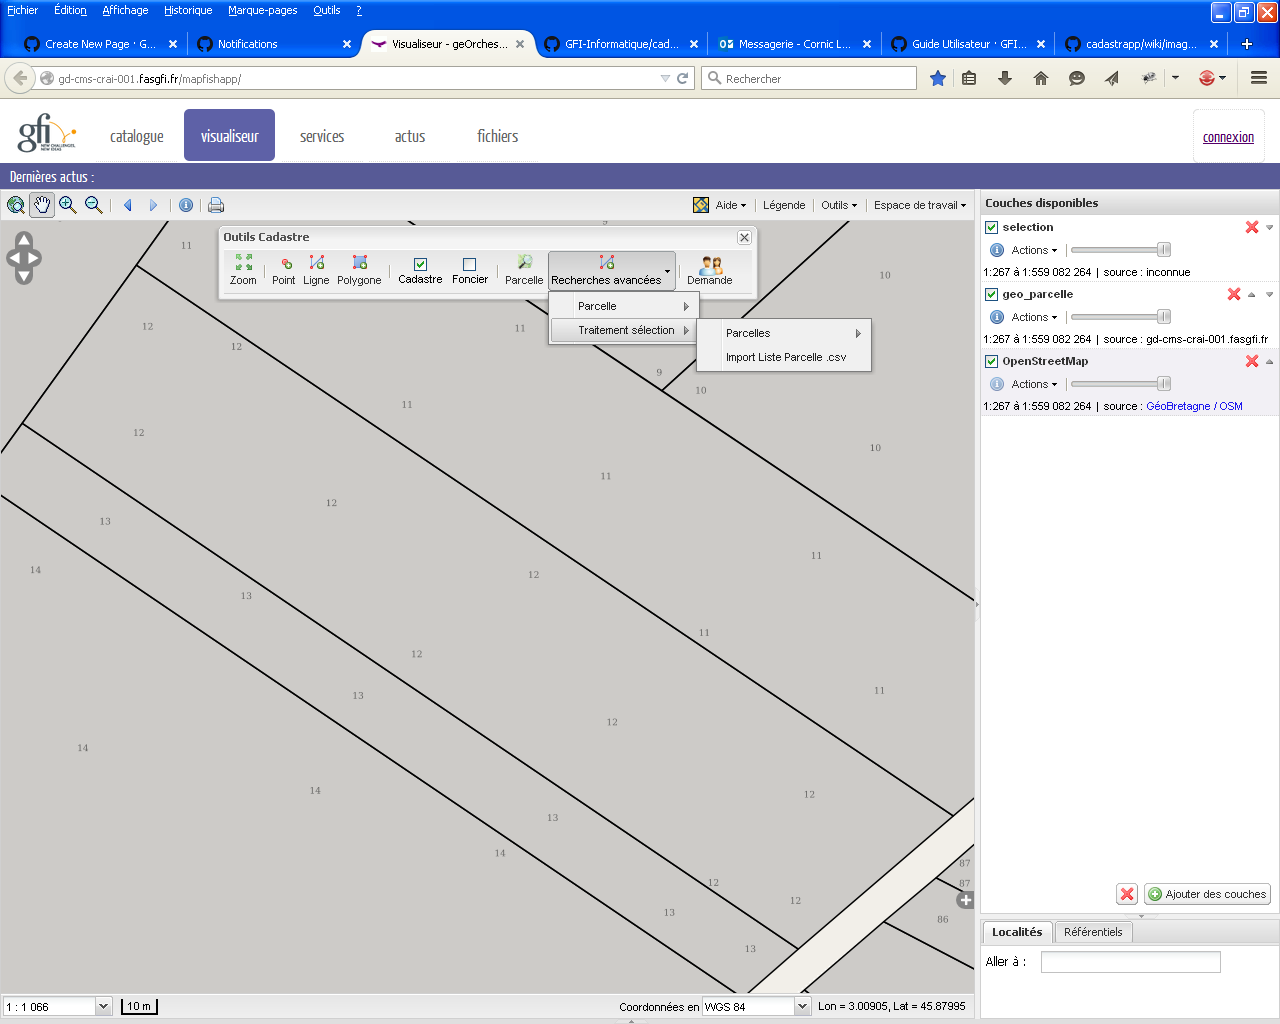 Fichier Édition Affichage Historique Marque-pages Outils ?
Create New Page · G... Notifications Visualiseur - geOrches... GFI-Informatique/cad... Messagerie - Cornic L... Guide Utilisateur · GFI... cadastrapp/wiki/imag...
gd-cms-crai-001.fasgfi.fr/mapfishapp/ Rechercher
gfi NEW CHALLENGES, NEW IDEAS catalogue visualiseur services actus fichiers connexion
Dernières actus :
Aide Légende Outils Espace de travail
Outils Cadastre
Zoom Point Ligne Polygone Cadastre Foncier Parcelle Recherches avancées Demande
Parcelle
Traitement sélection
Parcelles
Import Liste Parcelle .csv
9
11
10
12
11
12
9
10
11
12
10
11
12
13
11
14
12
13
11
12
13
11
12
14
14
12
13
14
87
12
87
12
13
86
13
Couches disponibles
selection
Actions
1:267 à 1:559 082 264 | source : inconnue
geo_parcelle
Actions
1:267 à 1:559 082 264 | source : gd-cms-crai-001.fasgfi.fr
OpenStreetMap
Actions
1:267 à 1:559 082 264 | source : GéoBretagne / OSM
Ajouter des couches
Localités Référentiels
Aller à :
1 : 1 066 10 m Coordonnées en WGS 84 Lon = 3.00905, Lat = 45.87995